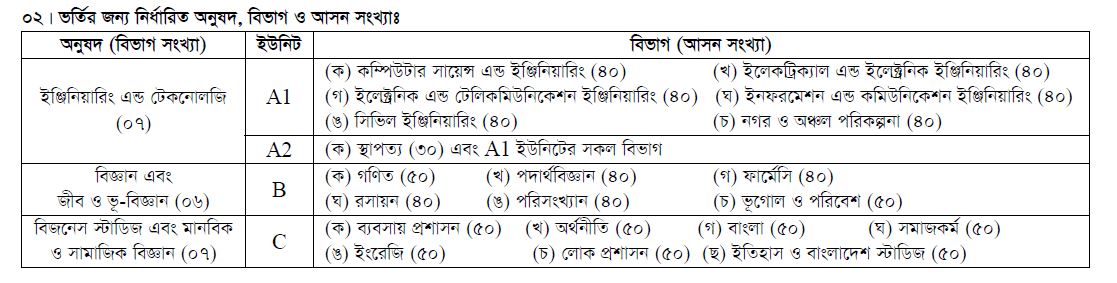 ০২। ভর্তির জন্য নির্ধারিত অনুষদ, বিভাগ ও আসন সংখ্যাঃ
অনুষদ (বিভাগ সংখ্যা) ইউনিট বিভাগ (আসন সংখ্যা)
ইঞ্জিনিয়ারিং এন্ড টেকনোলজি
(০৭)
A1
(ক) কম্পিউটার সায়েন্স এন্ড ইঞ্জিনিয়ারিং (৪০) (খ) ইলেকট্রিক্যাল এন্ড ইলেক্ট্রনিক ইঞ্জিনিয়ারিং (৪০)
(গ) ইলেক্ট্রনিক এন্ড টেলিকমিউনিকেশন ইঞ্জিনিয়ারিং (৪০) (ঘ) ইনফরমেশন এন্ড কমিউনিকেশন ইঞ্জিনিয়ারিং (৪০)
(ঙ) সিভিল ইঞ্জিনিয়ারিং (৪০) (চ) নগর ও অঞ্চল পরিকল্পনা (৪০)
A2 (ক) স্থাপত্য (৩০) এবং A1 ইউনিটের সকল বিভাগ
বিজ্ঞান এবং
জীব ও ভূ-বিজ্ঞান (০৬)
B
(ক) গণিত (৫০) (খ) পদার্থবিজ্ঞান (৪০) (গ) ফার্মেসি (৪০)
(ঘ) রসায়ন (৪০) (ঙ) পরিসংখ্যান (৪০) (চ) ভূগোল ও পরিবেশ (৫০)
বিজনেস স্টাডিজ এবং মানবিক
ও সামাজিক বিজ্ঞান (০৭)
C
(ক) ব্যবসায় প্রশাসন (৫০) (খ) অর্থনীতি (৫০) (গ) বাংলা (৫০) (ঘ) সমাজকর্ম (৫০)
(ঙ) ইংরেজি (৫০) (চ) লোক প্রশাসন (৫০) (ছ) ইতিহাস ও বাংলাদেশ স্টাডিজ (৫০)